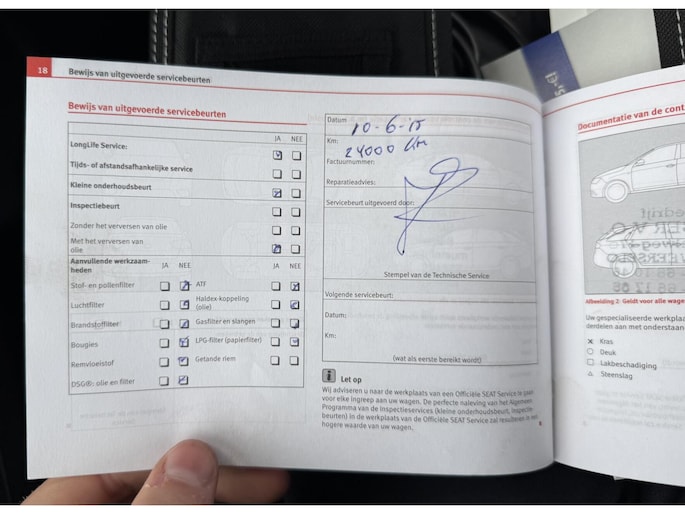 18 Bewijs van uitgevoerde servicebeurten
Bewijs van uitgevoerde servicebeurten
JA NEE
LongLife Service:
Tijds- of afstandsafhankelijke service
Kleine onderhoudsbeurt
Inspectiebeurt
Zonder het verversen van olie
Met het verversen van
olie
Aanvullende werkzaam-
heden JA NEE JA NEE
Stof- en pollenfilter ATF
Luchtfilter Haldex-koppeling
(olie)
Brandstoffilter Gasfilter en slangen
Bougies LPG-filter (papierfilter)
Remvloeistof Getande riem
DSG®: olie en filter
Datum 10-6-15
Km: 24000 km
Factuurnummer:
Reparatieadvies:
Servicebeurt uitgevoerd door:
Stempel van de Technische Service
Volgende servicebeurt:
Datum:
Km:
(wat als eerste bereikt wordt)
Let op
Wij adviseren u naar de werkplaats van een Officiële SEAT Service te gaan
voor elke ingreep aan uw wagen. De perfecte naleving van het Algemeen
Programma van de Inspectieservices (kleine onderhoudsbeurt, Inspectie-
beurten) in de werkplaats van de Officiële SEAT Service zal resulteren in een
hogere waarde van uw wagen.
Documentatie van de cont
Afbeelding 2 Geldt voor alle wage
Uw gespecialiseerde werkplaa
derdelen aan met onderstaan
Kras
Deuk
Lakbeschadiging
Steenslag